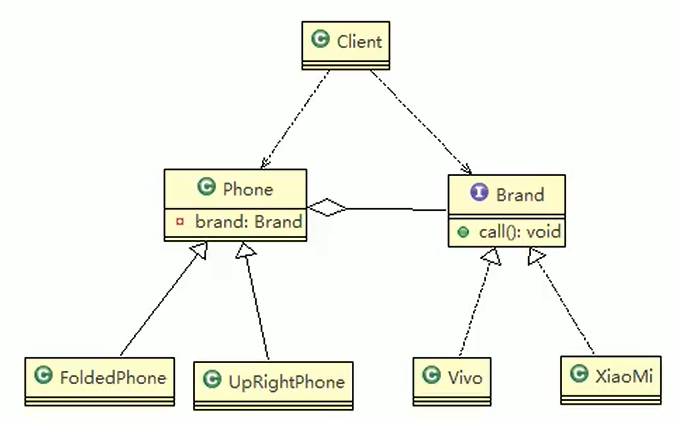 C Client
C Phone
brand: Brand
I Brand
call(): void
C FoldedPhone
C UpRightPhone
C Vivo
C XiaoMi